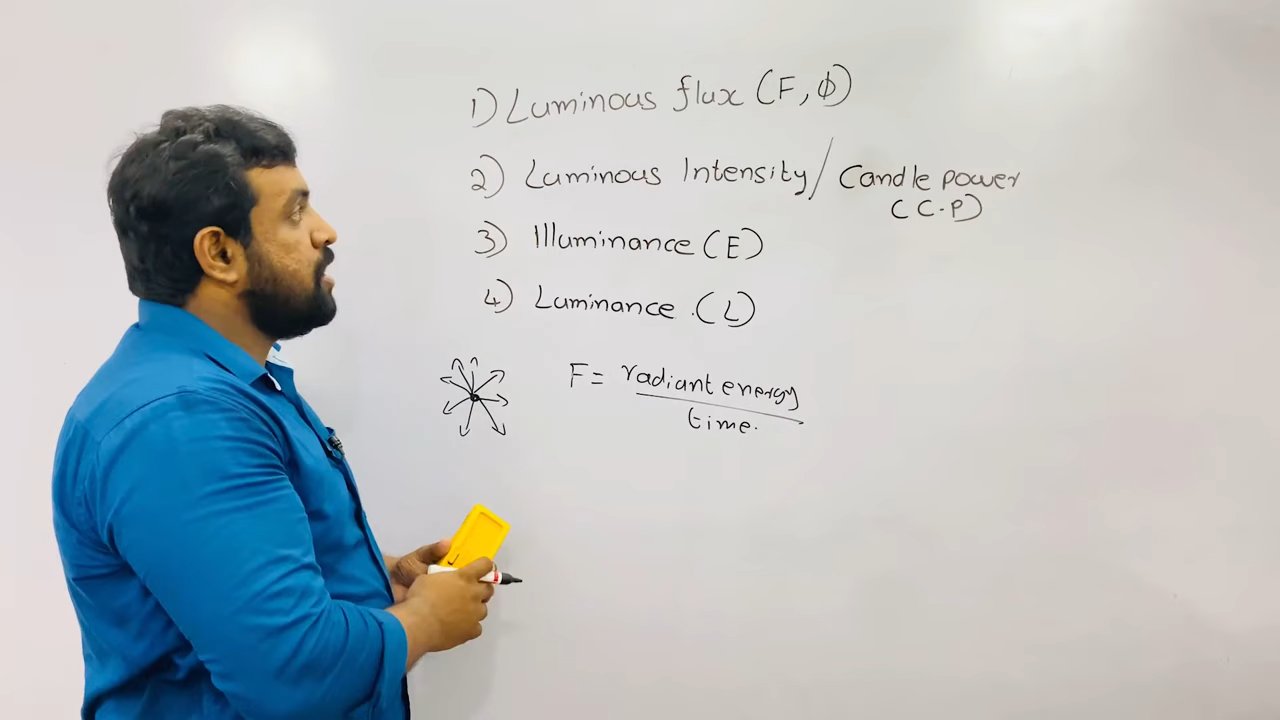 1) Luminous flux (F, Φ)
2) Luminous Intensity / Candle power
(C.P)
3) Illuminance (E)
4) Luminance (L)
F = radiant energy
time.